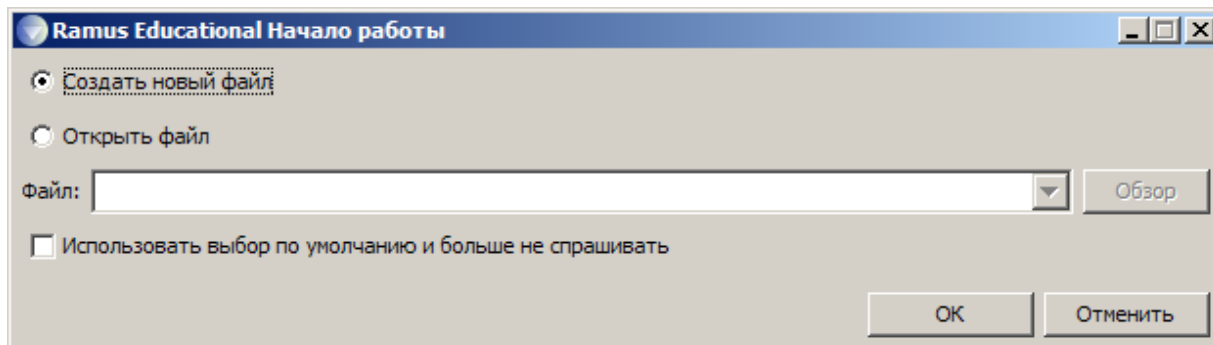 Ramus Educational Начало работы
Создать новый файл
Открыть файл
Файл:
Обзор
Использовать выбор по умолчанию и больше не спрашивать
OK
Отменить